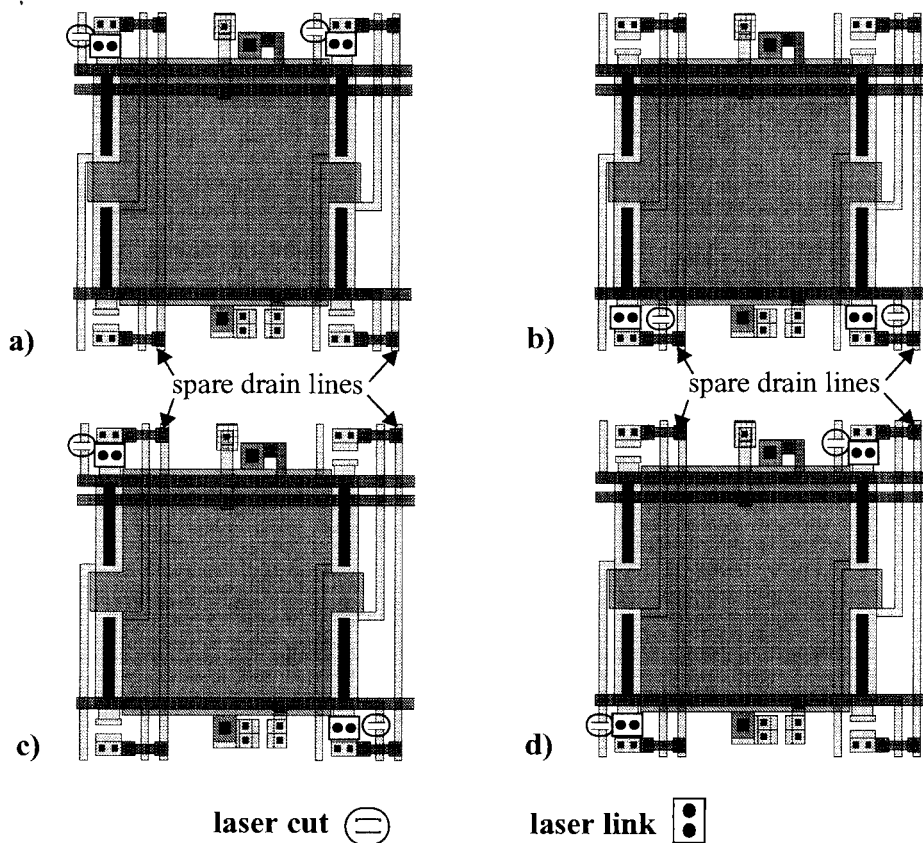 a)
b)
spare drain lines
spare drain lines
c)
d)
laser cut
laser link